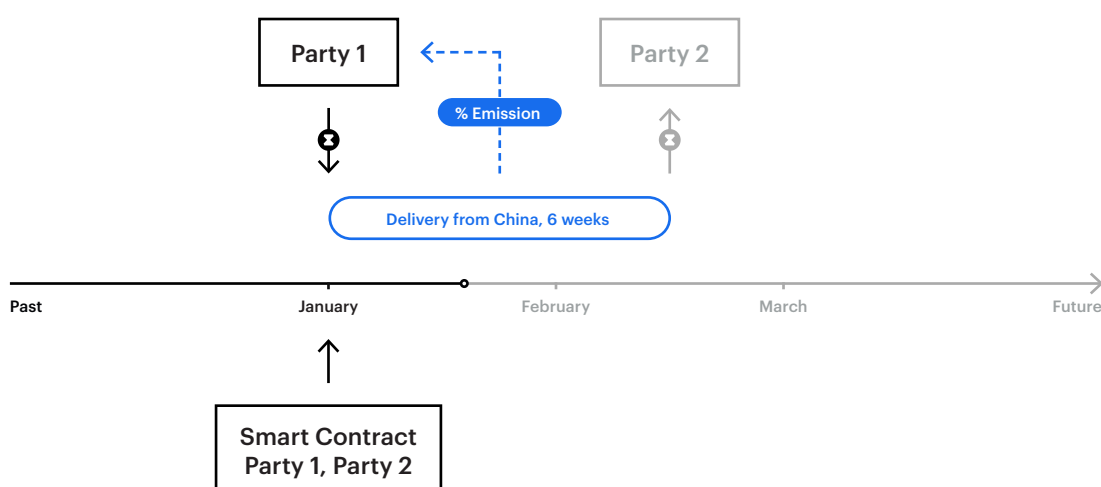 Party 1
Party 2
% Emission
Delivery from China, 6 weeks
Past
January
February
March
Future
Smart Contract
Party 1, Party 2